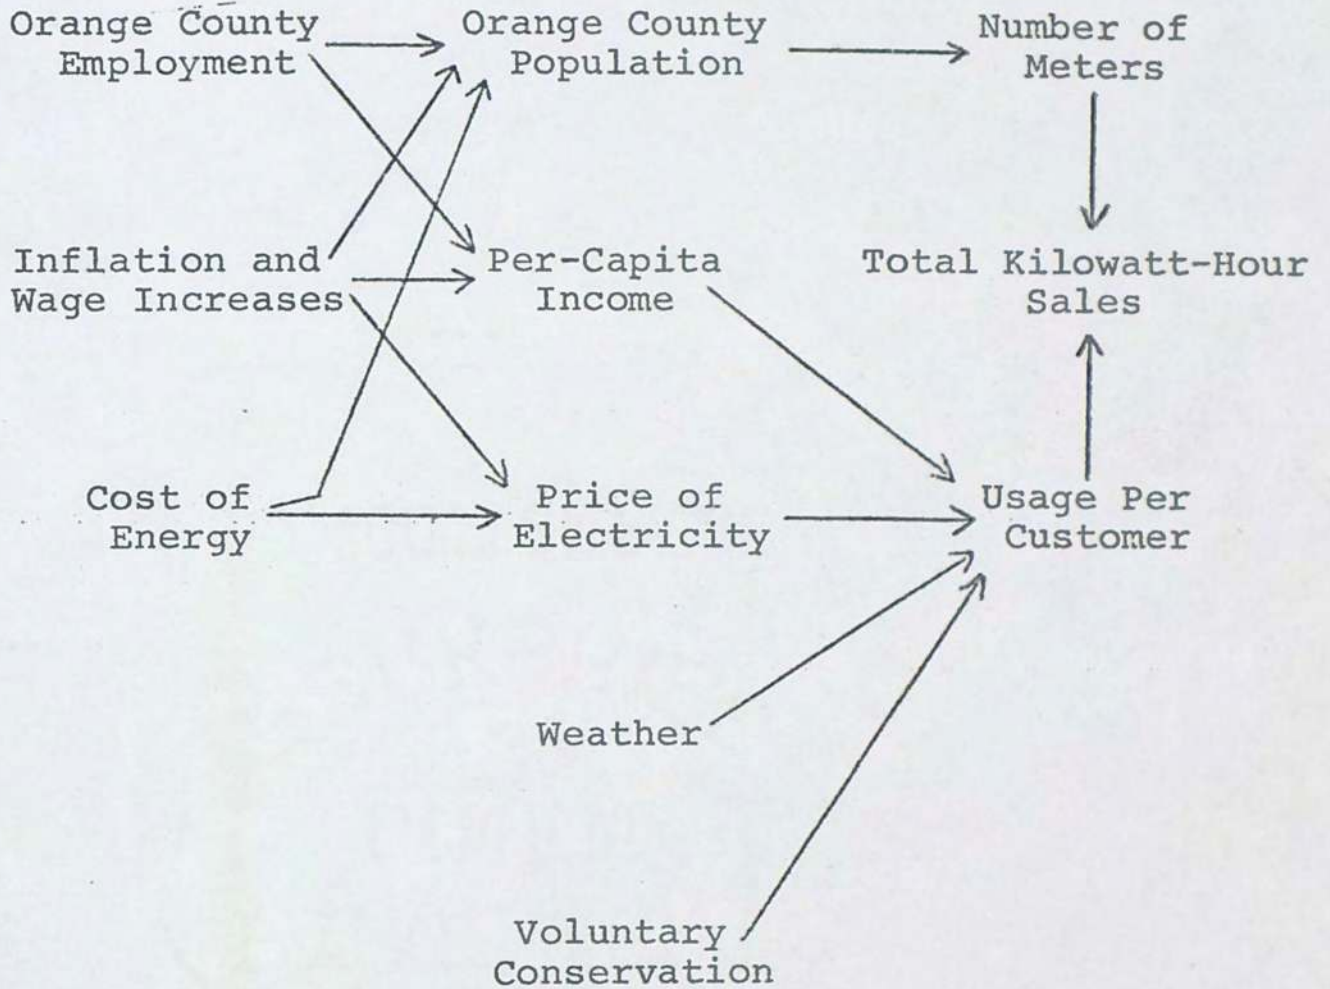 Orange County
Employment
Orange County
Population
Number of
Meters
Inflation and
Wage Increases
Per-Capita
Income
Total Kilowatt-Hour
Sales
Cost of
Energy
Price of
Electricity
Usage Per
Customer
Weather
Voluntary
Conservation